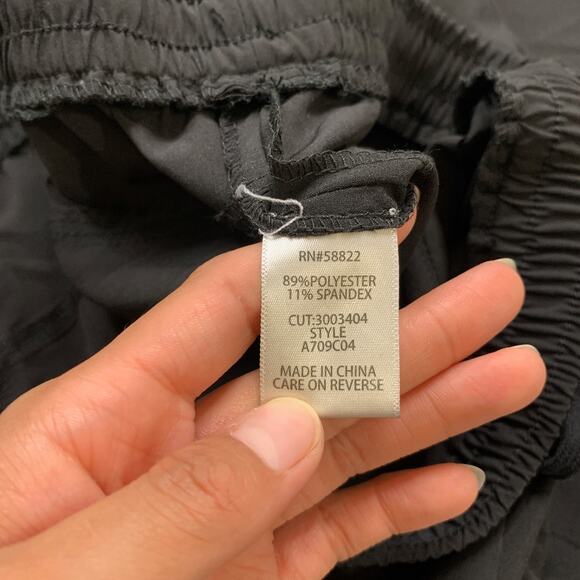 RN#58822
89%POLYESTER
11% SPANDEX
CUT:3003404
STYLE
A709C04
MADE IN CHINA
CARE ON REVERSE